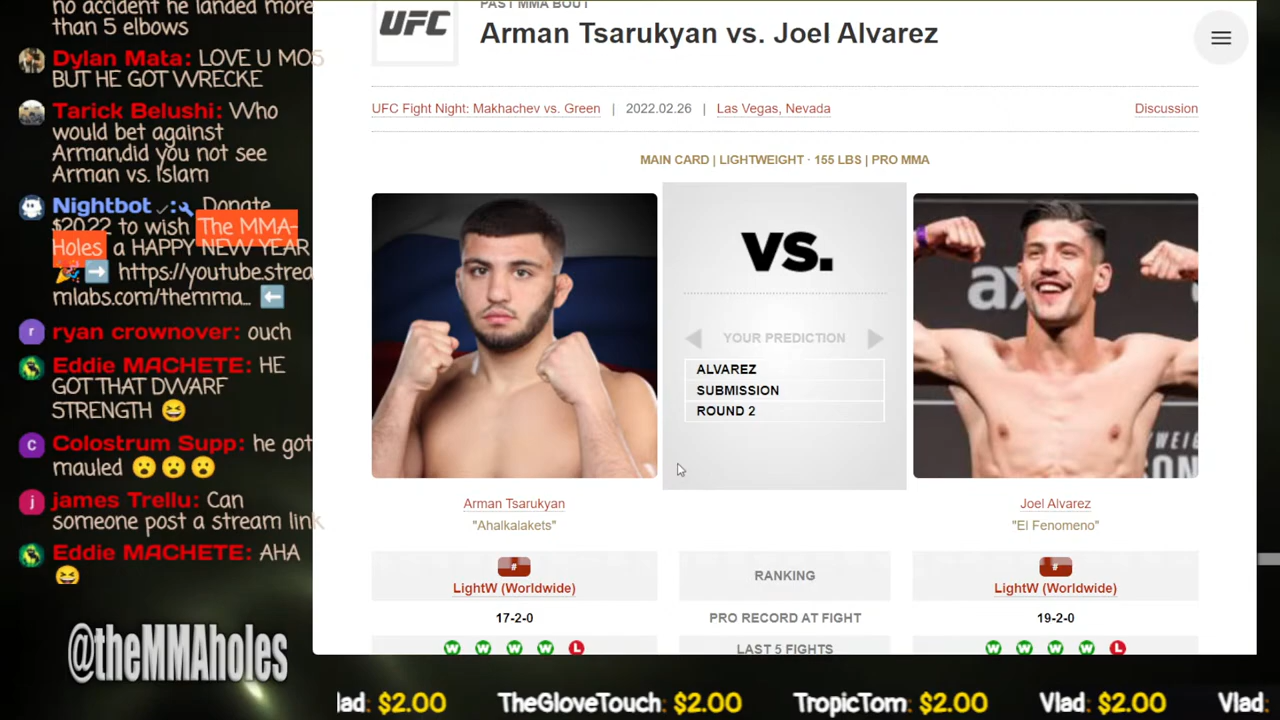 no accident he landed more
than 5 elbows
Dylan Mata: LOVE U MOS
BUT HE GOT WRECKE
Tarick Belushi: Who
would bet against
Arman,did you not see
Arman vs. Islam
Nightbot ✓: Donate
$2022 to wish The MMA-
Holes a HAPPY NEW YEAR
🎉➡️ https://youtube.strea
mlabs.com/themma... ⬅️
ryan crownover: ouch
Eddie MACHETE: HE
GOT THAT DWARF
STRENGTH 😆
Colostrum Supp: he got
mauled 😮😮😮
james Trellu: Can
someone post a stream link
Eddie MACHETE: AHA
😆
@theMMAholes
PAST MMA BOUT
UFC
Arman Tsarukyan vs. Joel Alvarez
UFC Fight Night: Makhachev vs. Green | 2022.02.26 | Las Vegas, Nevada
Discussion
MAIN CARD | LIGHTWEIGHT · 155 LBS | PRO MMA
VS.
YOUR PREDICTION
ALVAREZ
SUBMISSION
ROUND 2
Arman Tsarukyan
"Ahalkalakets"
Joel Alvarez
"El Fenomeno"
#
LightW (Worldwide)
RANKING
#
LightW (Worldwide)
17-2-0
PRO RECORD AT FIGHT
19-2-0
W W W W L
LAST 5 FIGHTS
W W W W L
lad: $2.00 TheGloveTouch: $2.00 TropicTom: $2.00 Vlad: $2.00 Vlad: